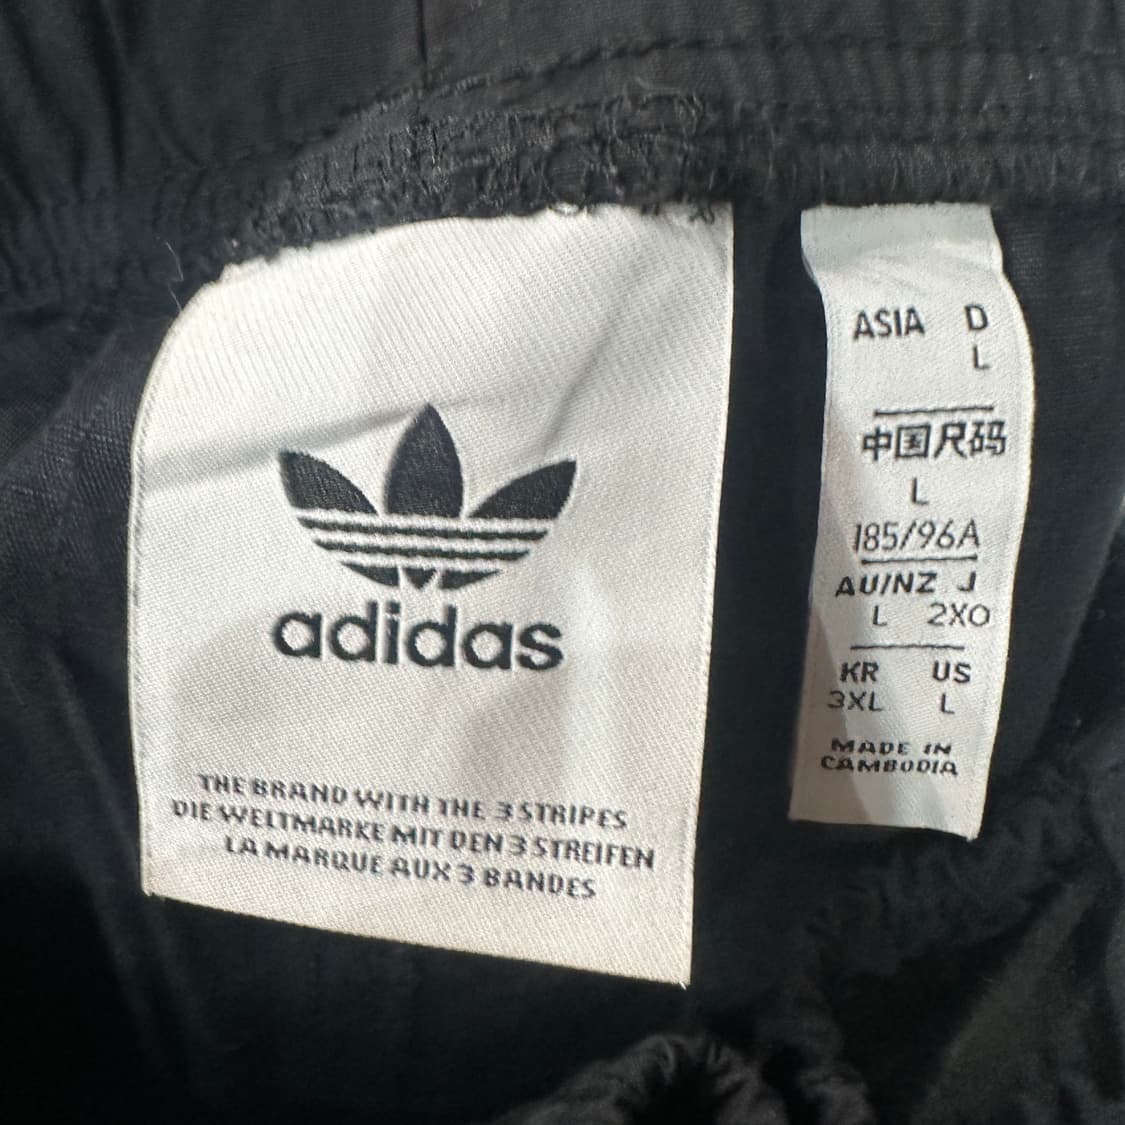 adidas
THE BRAND WITH THE 3 STRIPES
DIE WELTMARKE MIT DEN 3 STREIFEN
LA MARQUE AUX 3 BANDES
ASIA D
L
中国尺码
L
185/96A
AU/NZ J
L 2XO
KR US
3XL L
MADE IN
CAMBODIA